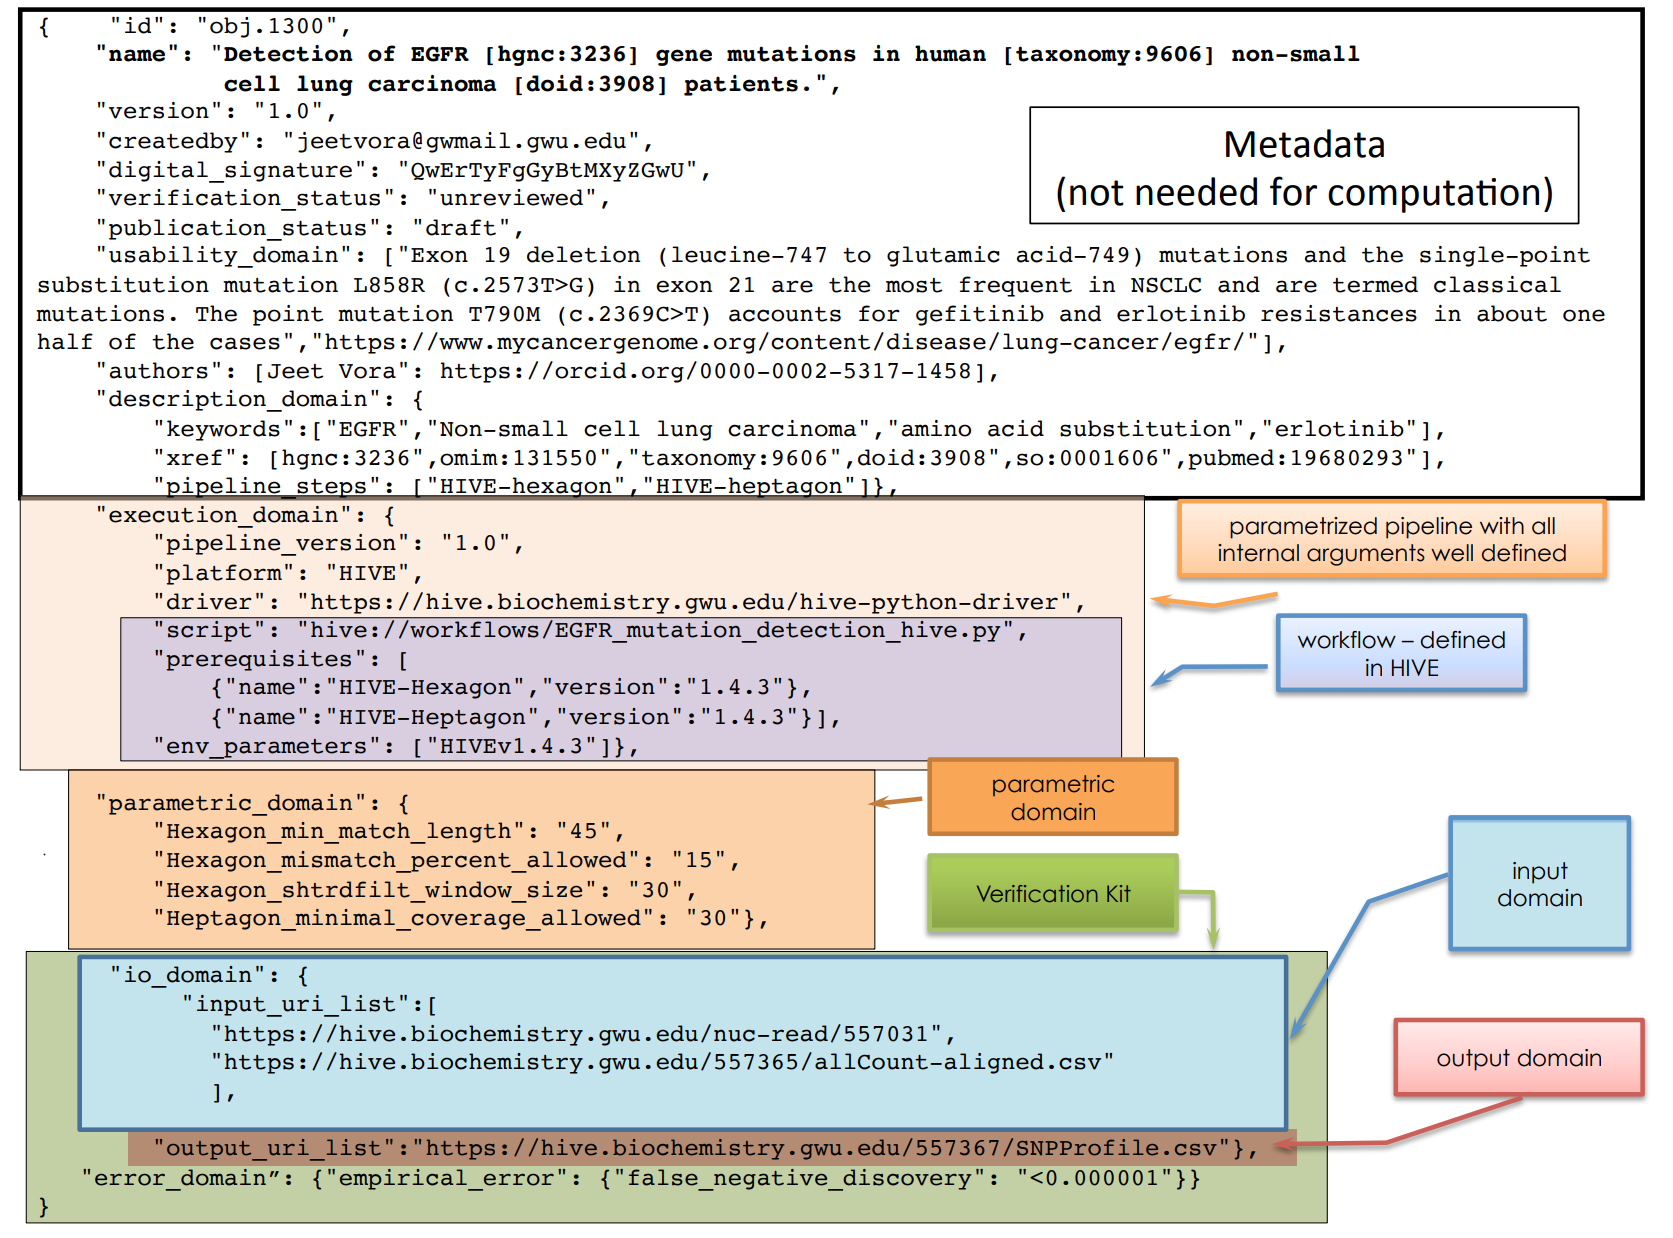 {    "id": "obj.1300",
"name": "Detection of EGFR [hgnc:3236] gene mutations in human [taxonomy:9606] non-small
cell lung carcinoma [doid:3908] patients.",
"version": "1.0",
"createdby": "jeetvora@gwmail.gwu.edu",
"digital_signature": "QwErTyFgGyBtMXyZGwU",
"verification_status": "unreviewed",
"publication_status": "draft",
"usability_domain": ["Exon 19 deletion (leucine-747 to glutamic acid-749) mutations and the single-point
substitution mutation L858R (c.2573T>G) in exon 21 are the most frequent in NSCLC and are termed classical
mutations. The point mutation T790M (c.2369C>T) accounts for gefitinib and erlotinib resistances in about one
half of the cases","https://www.mycancergenome.org/content/disease/lung-cancer/egfr/"],
"authors": [Jeet Vora": https://orcid.org/0000-0002-5317-1458],
"description_domain": {
"keywords":["EGFR","Non-small cell lung carcinoma","amino acid substitution","erlotinib"],
"xref": [hgnc:3236",omim:131550","taxonomy:9606",doid:3908",so:0001606",pubmed:19680293"],
"pipeline_steps": ["HIVE-hexagon","HIVE-heptagon"]},
Metadata
(not needed for computation)
"execution_domain": {
"pipeline_version": "1.0",
"platform": "HIVE",
"driver": "https://hive.biochemistry.gwu.edu/hive-python-driver",
"script": "hive://workflows/EGFR_mutation_detection_hive.py",
"prerequisites": [
{"name":"HIVE-Hexagon","version":"1.4.3"},
{"name":"HIVE-Heptagon","version":"1.4.3"}],
"env_parameters": ["HIVEv1.4.3"]},
parametrized pipeline with all
internal arguments well defined
workflow – defined
in HIVE
"parametric_domain": {
"Hexagon_min_match_length": "45",
"Hexagon_mismatch_percent_allowed": "15",
"Hexagon_shtrdfilt_window_size": "30",
"Heptagon_minimal_coverage_allowed": "30"},
parametric
domain
Verification Kit
"io_domain": {
"input_uri_list":[
"https://hive.biochemistry.gwu.edu/nuc-read/557031",
"https://hive.biochemistry.gwu.edu/557365/allCount-aligned.csv"
],
input
domain
"output_uri_list":"https://hive.biochemistry.gwu.edu/557367/SNPProfile.csv"},
output domain
"error_domain”: {"empirical_error": {"false_negative_discovery": "<0.000001"}}
}